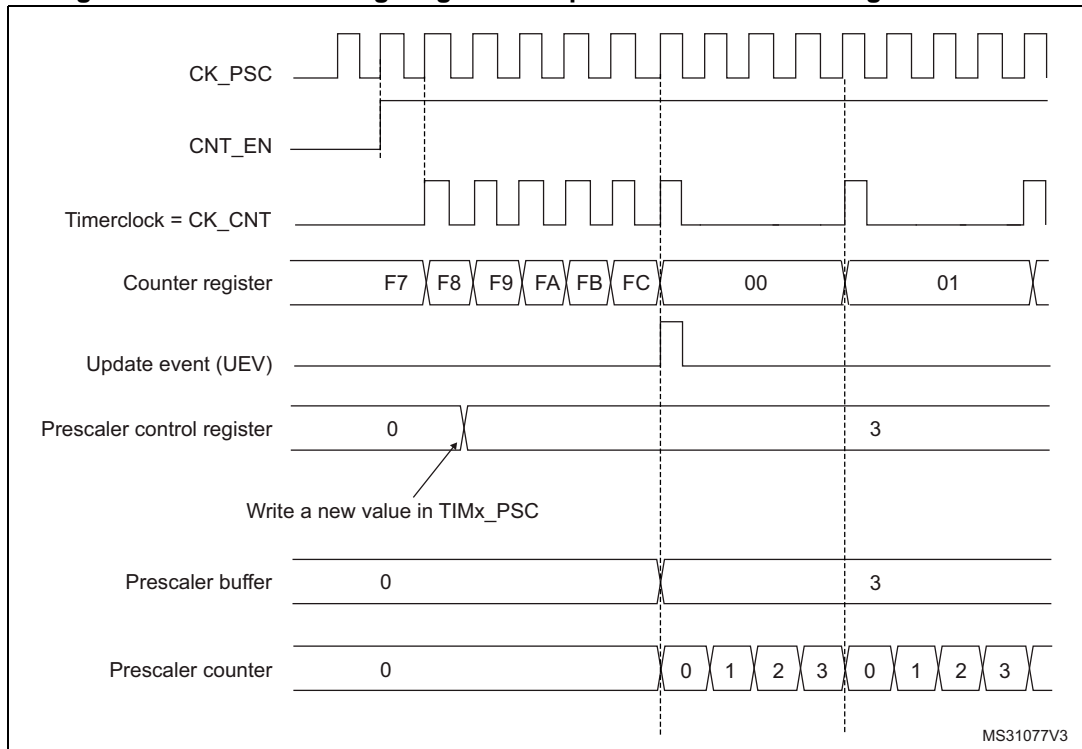 CK_PSC
CNT_EN
Timerclock = CK_CNT
Counter register F7 F8 F9 FA FB FC 00 01
Update event (UEV)
Prescaler control register 0 3
Write a new value in TIMx_PSC
Prescaler buffer 0 3
Prescaler counter 0 0 1 2 3 0 1 2 3
MS31077V3